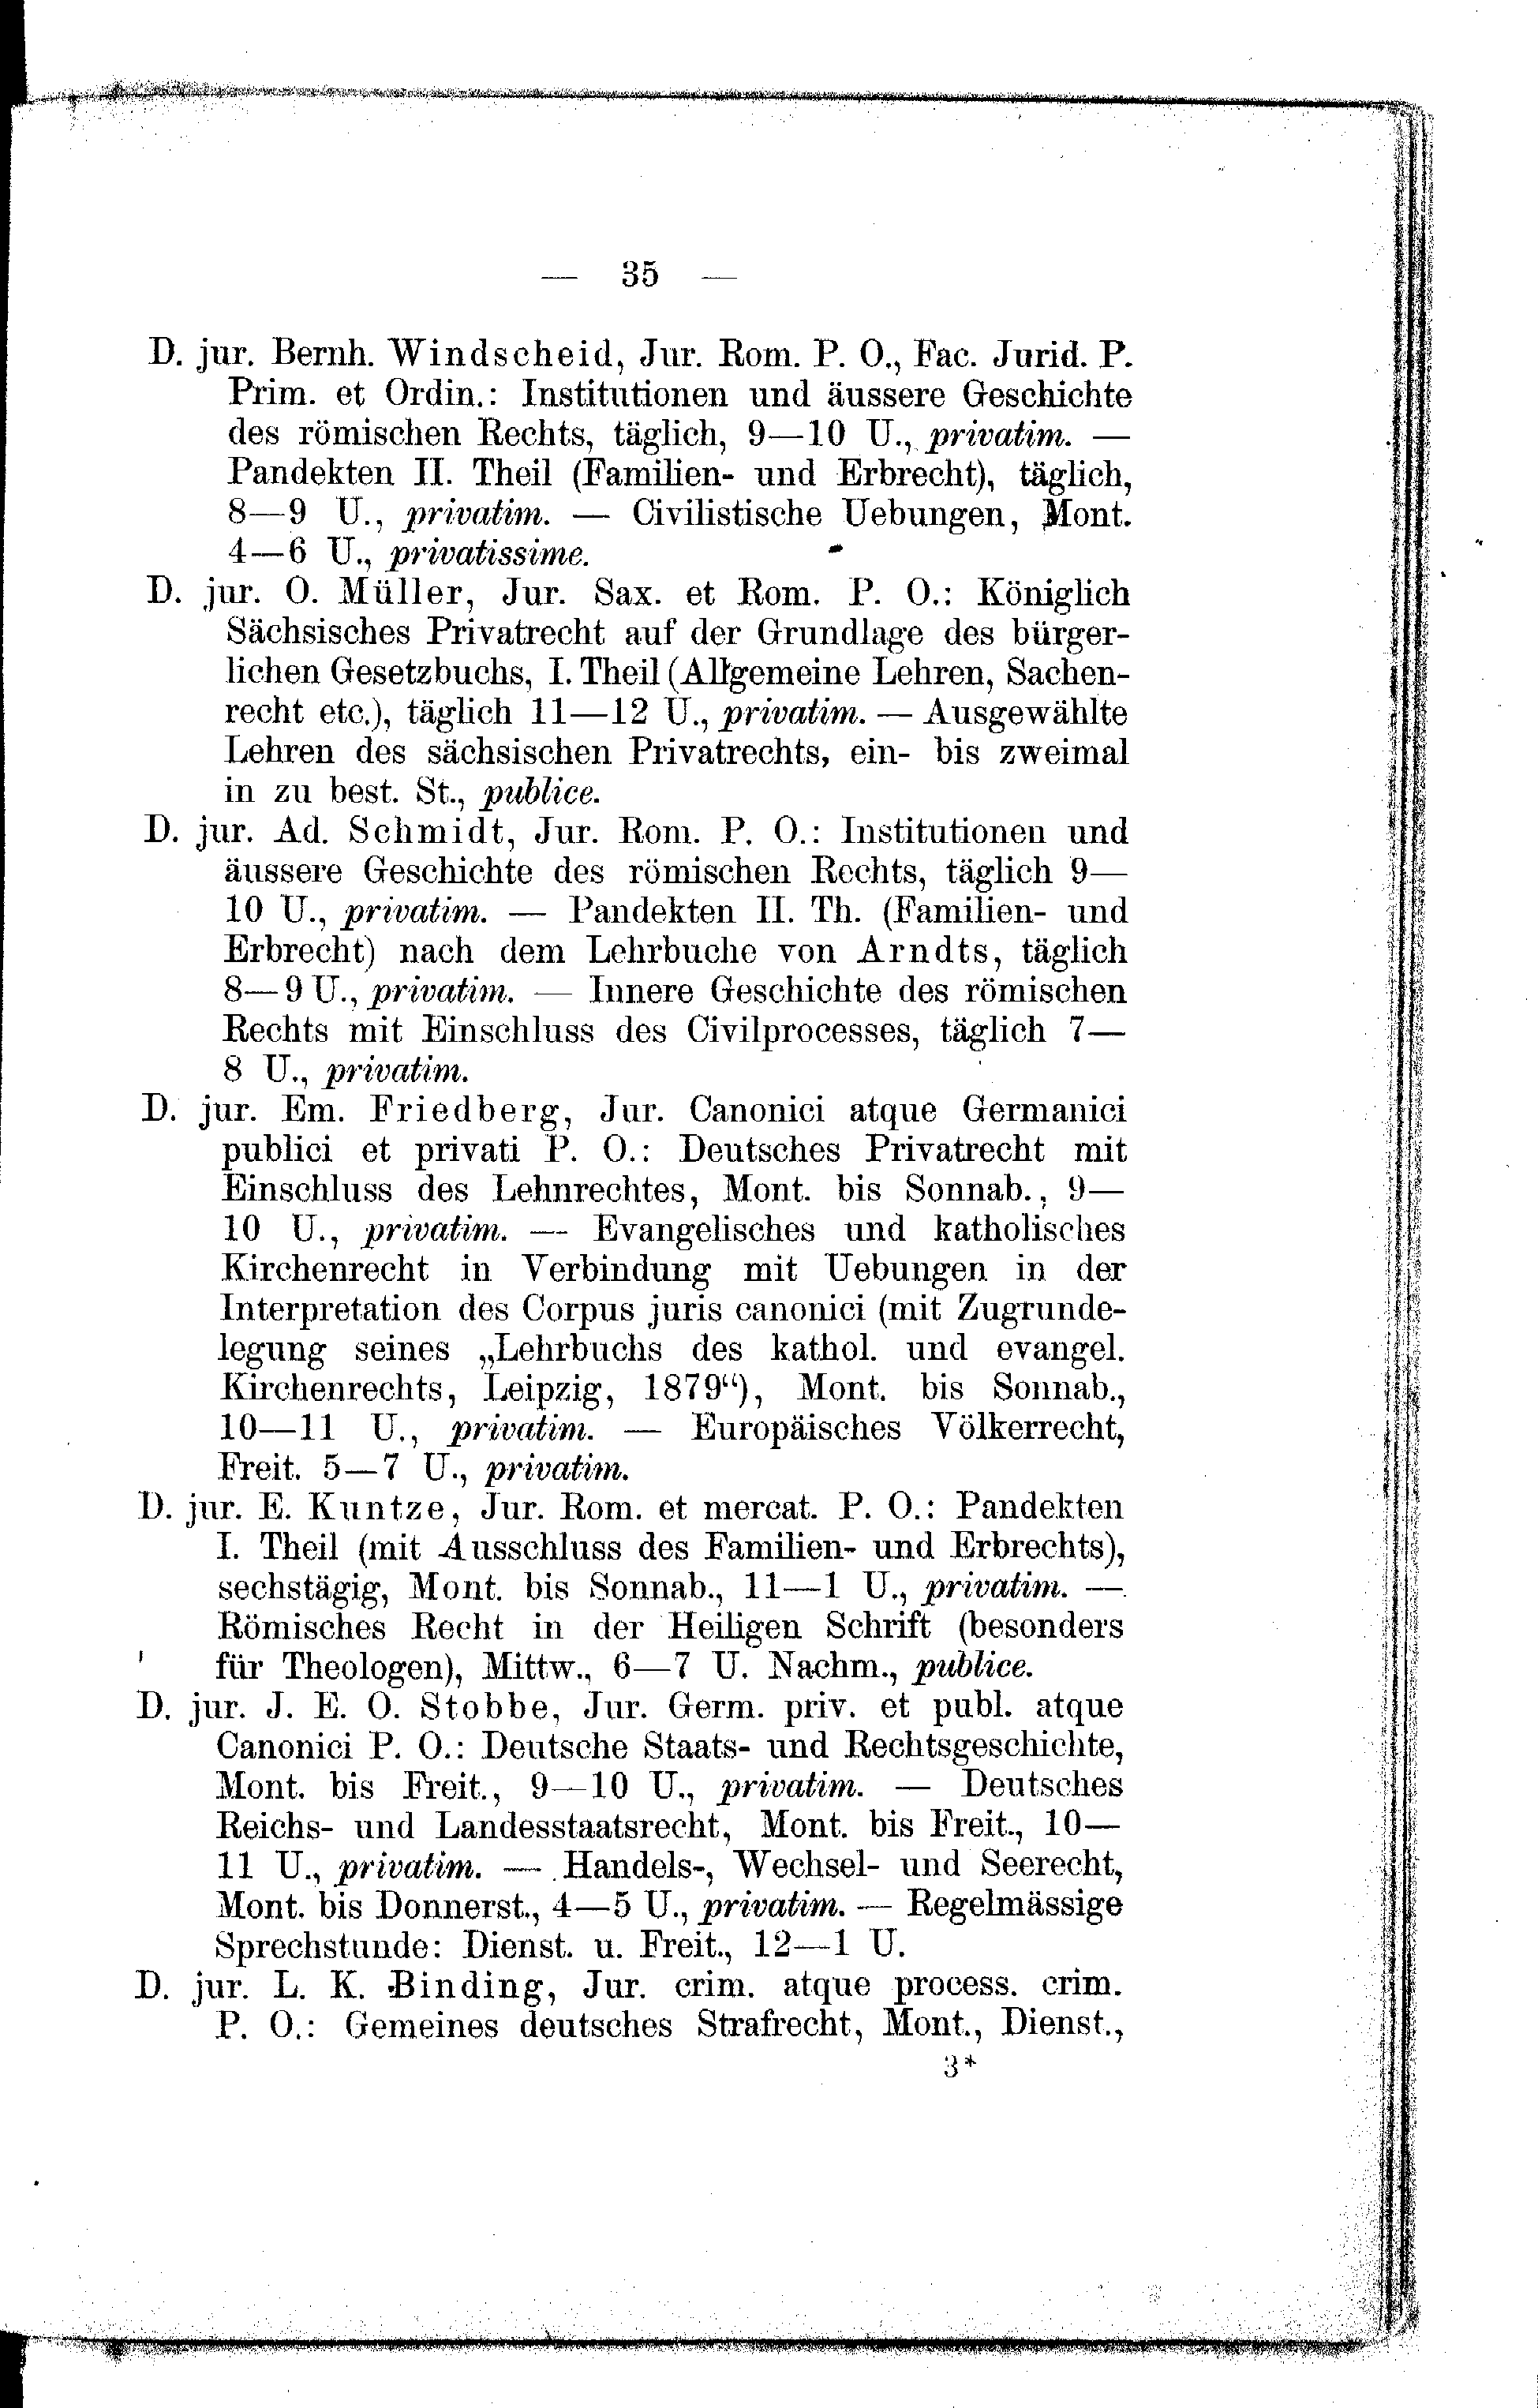 — 35 —
D. jur. Bernh. Windscheid, Jur. Rom. P. O., Fac. Jurid. P.
Prim. et Ordin.: Institutionen und äussere Geschichte
des römischen Rechts, täglich, 9—10 U., privatim. —
Pandekten II. Theil (Familien- und Erbrecht), täglich,
8—9 U., privatim. — Civilistische Uebungen, Mont.
4—6 U., privatissime.
D. jur. O. Müller, Jur. Sax. et Rom. P. O.: Königlich
Sächsisches Privatrecht auf der Grundlage des bürger-
lichen Gesetzbuchs, I. Theil (Allgemeine Lehren, Sachen-
recht etc.), täglich 11—12 U., privatim. — Ausgewählte
Lehren des sächsischen Privatrechts, ein- bis zweimal
in zu best. St., publice.
D. jur. Ad. Schmidt, Jur. Rom. P. O.: Institutionen und
äussere Geschichte des römischen Rechts, täglich 9—
10 U., privatim. — Pandekten II. Th. (Familien- und
Erbrecht) nach dem Lehrbuche von Arndts, täglich
8—9 U., privatim. — Innere Geschichte des römischen
Rechts mit Einschluss des Civilprocesses, täglich 7—
8 U., privatim.
D. jur. Em. Friedberg, Jur. Canonici atque Germanici
publici et privati P. O.: Deutsches Privatrecht mit
Einschluss des Lehnrechtes, Mont. bis Sonnab., 9—
10 U., privatim. — Evangelisches und katholisches
Kirchenrecht in Verbindung mit Uebungen in der
Interpretation des Corpus juris canonici (mit Zugrunde-
legung seines „Lehrbuchs des kathol. und evangel.
Kirchenrechts, Leipzig, 1879“), Mont. bis Sonnab.,
10—11 U., privatim. — Europäisches Völkerrecht,
Freit. 5—7 U., privatim.
D. jur. E. Kuntze, Jur. Rom. et mercat. P. O.: Pandekten
I. Theil (mit Ausschluss des Familien- und Erbrechts),
sechstägig, Mont. bis Sonnab., 11—1 U., privatim. —
Römisches Recht in der Heiligen Schrift (besonders
für Theologen), Mittw., 6—7 U. Nachm., publice.
D. jur. J. E. O. Stobbe, Jur. Germ. priv. et publ. atque
Canonici P. O.: Deutsche Staats- und Rechtsgeschichte,
Mont. bis Freit., 9—10 U., privatim. — Deutsches
Reichs- und Landesstaatsrecht, Mont. bis Freit., 10—
11 U., privatim. — Handels-, Wechsel- und Seerecht,
Mont. bis Donnerst., 4—5 U., privatim. — Regelmässige
Sprechstunde: Dienst. u. Freit., 12—1 U.
D. jur. L. K. Binding, Jur. crim. atque process. crim.
P. O.: Gemeines deutsches Strafrecht, Mont., Dienst.,
3*